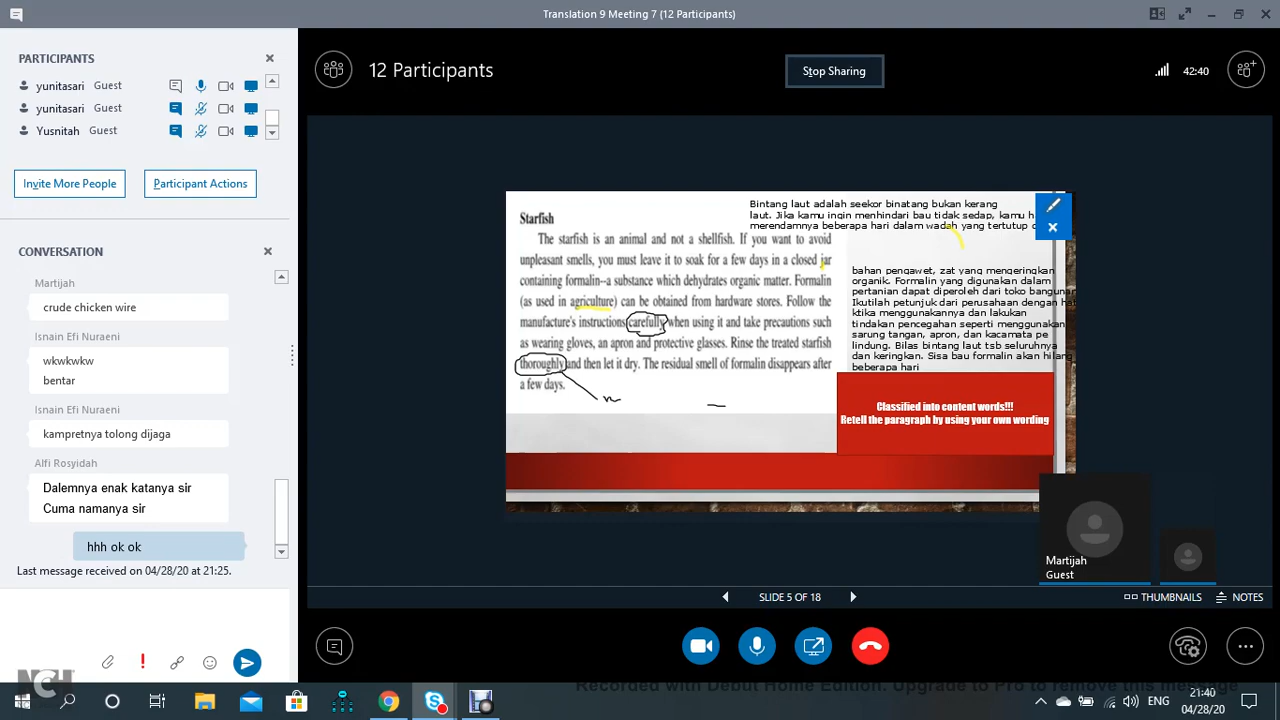 Translation 9 Meeting 7 (12 Participants)
PARTICIPANTS
yunitasari Guest
yunitasari Guest
Yusnitah Guest
Invite More People
Participant Actions
CONVERSATION
Martijah
crude chicken wire
Isnain Efi Nuraeni
wkwkwkw
bentar
Isnain Efi Nuraeni
kampretnya tolong dijaga
Alfi Rosyidah
Dalemnya enak katanya sir
Cuma namanya sir
hhh ok ok
Last message received on 04/28/20 at 21:25.
12 Participants
Stop Sharing
42:40
Starfish
The starfish is an animal and not a shellfish. If you want to avoid
unpleasant smells, you must leave it to soak for a few days in a closed jar
containing formalin--a substance which dehydrates organic matter. Formalin
(as used in agriculture) can be obtained from hardware stores. Follow the
manufacture's instructions carefully when using it and take precautions such
as wearing gloves, an apron and protective glasses. Rinse the treated starfish
thoroughly and then let it dry. The residual smell of formalin disappears after
a few days.
Bintang laut adalah seekor binatang bukan kerang
laut. Jika kamu ingin menhindari bau tidak sedap, kamu h
merendamnya beberapa hari dalam wadah yang tertutup
bahan pengawet, zat yang mengeringkan
organik. Formalin yang digunakan dalam
pertanian dapat diperoleh dari toko bangunan
Ikutilah petunjuk dari perusahaan dengan
ktika menggunakannya dan lakukan
tindakan pencegahan seperti menggunakan
sarung tangan, apron, dan kacamata pe
lindung. Bilas bintang laut tsb seluruhnya
dan keringkan. Sisa bau formalin akan hilang
beberapa hari
Classified into content words!!!
Retell the paragraph by using your own wording
Martijah
Guest
SLIDE 5 OF 18
THUMBNAILS
NOTES
NCH
Recorded with Debut Home Edition. Upgrade to Pro to remove this message
ENG
21:40
04/28/20